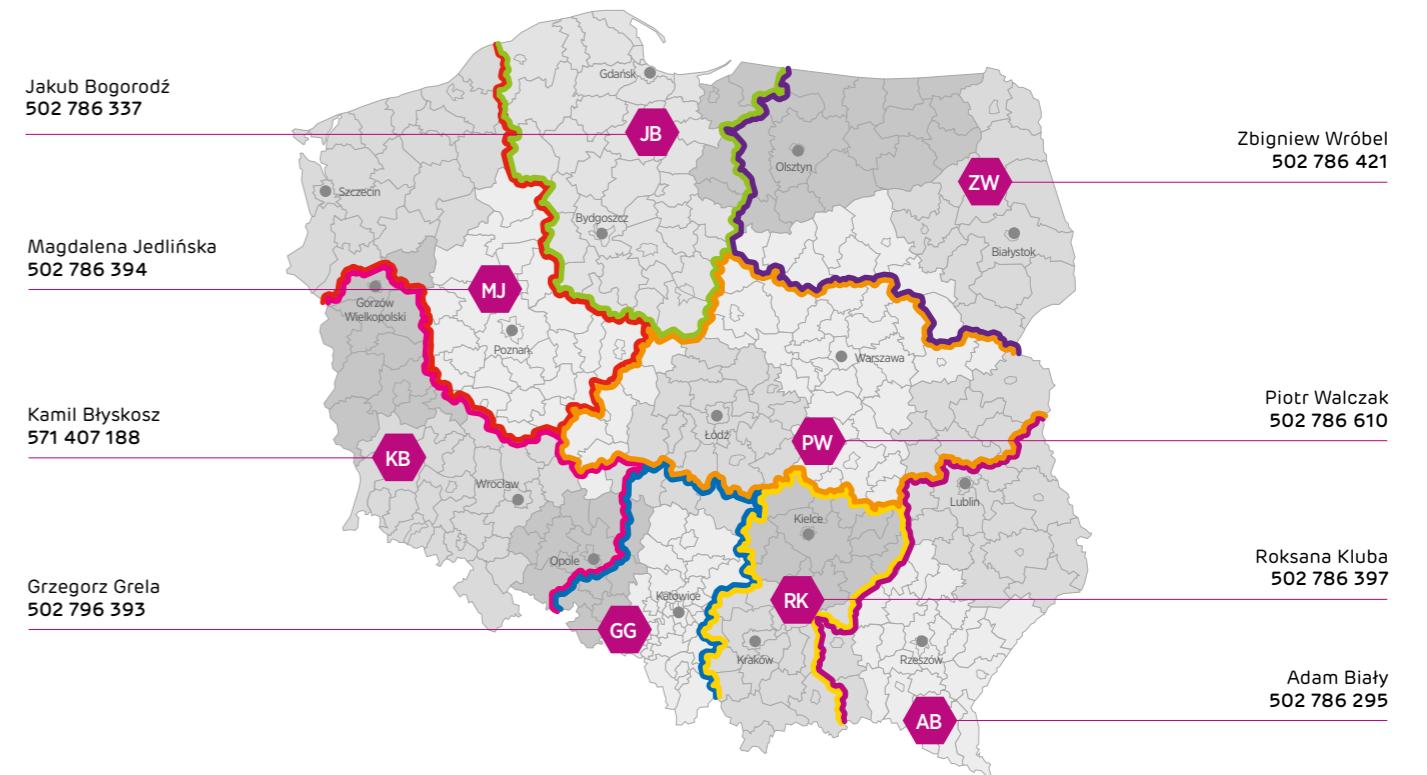 Jakub Bogorodź
502 786 337
Magdalena Jedlińska
502 786 394
Kamil Błyskosz
571 407 188
Grzegorz Grela
502 796 393
Gdańsk
JB
Olsztyn
ZW
Szczecin
Bydgoszcz
Białystok
MJ
Gorzów
Wielkopolski
Poznań
Warszawa
Łódź
PW
KB
Wrocław
Lublin
Kielce
Opole
Katowice
RK
GG
Kraków
Rzeszów
AB
Zbigniew Wróbel
502 786 421
Piotr Walczak
502 786 610
Roksana Kluba
502 786 397
Adam Biały
502 786 295